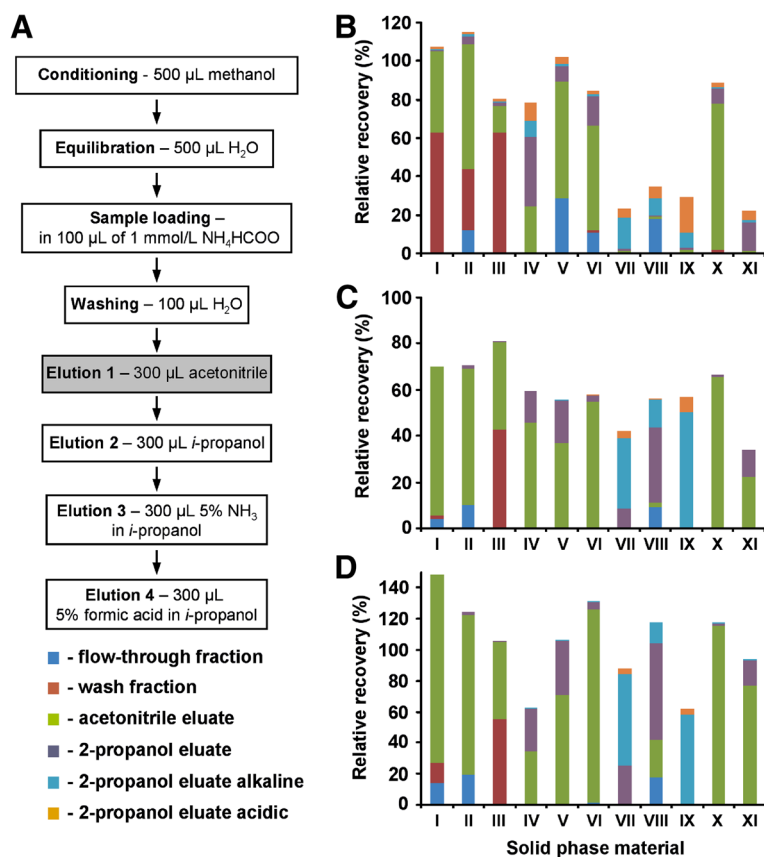 A
Conditioning - 500 µL methanol
Equilibration – 500 µL H₂O
Sample loading –
in 100 µL of 1 mmol/L NH₄HCOO
Washing – 100 µL H₂O
Elution 1 – 300 µL acetonitrile
Elution 2 – 300 µL i-propanol
Elution 3 – 300 µL 5% NH₃
in i-propanol
Elution 4 – 300 µL
5% formic acid in i-propanol
- flow-through fraction
- wash fraction
- acetonitrile eluate
- 2-propanol eluate
- 2-propanol eluate alkaline
- 2-propanol eluate acidic
B
Relative recovery (%)
120
100
80
60
40
20
0
I II III IV V VI VII VIII IX X XI
C
Relative recovery (%)
100
80
60
40
20
0
I II III IV V VI VII VIII IX X XI
D
Relative recovery (%)
140
120
100
80
60
40
20
0
I II III IV V VI VII VIII IX X XI
Solid phase material